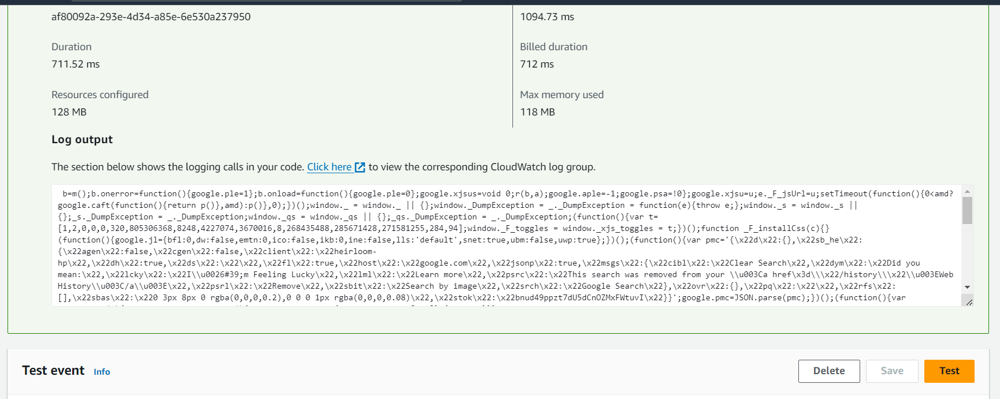 af80092a-293e-4d34-a85e-6e530a237950
1094.73 ms
Duration
711.52 ms
Billed duration
712 ms
Resources configured
128 MB
Max memory used
118 MB
Log output
The section below shows the logging calls in your code. Click here to view the corresponding CloudWatch log group.
b=m();b.onerror=function(){google.ple=1};b.onload=function(){google.ple=0};google.xjsus=void 0;r(b,a);google.aple=-1;google.psa=!0};google.xjsu=u;e._F_jsUrl=u;setTimeout(function(){0<amd?
google.caft(function(){return p()},amd):p()},0);})();window._ = window._ || {};window._DumpException = _._DumpException = function(e){throw e;};window._s = window._s ||
{};_s._DumpException = _._DumpException;window._qs = window._qs || {};_qs._DumpException = _._DumpException;(function(){var t=
[1,2,0,0,0,320,805306368,8248,4227074,3670016,8,268435488,285671428,271581255,284,94];window._F_toggles = window._xjs_toggles = t;})();function _F_installCss(c){}
(function(){google.jl={bfl:0,dw:false,emtn:0,ico:false,ikb:0,ine:false,lls:'default',snet:true,ubm:false,uwp:true};})();(function(){var pmc='{\x22d\x22:{},\x22sb_he\x22:
{\x22agen\x22:false,\x22cgen\x22:false,\x22client\x22:\x22heirloom-
hp\x22,\x22dh\x22:true,\x22ds\x22:\x22\x22,\x22fl\x22:true,\x22host\x22:\x22google.com\x22,\x22jsonp\x22:true,\x22msgs\x22:{\x22cibl\x22:\x22Clear Search\x22,\x22dym\x22:\x22Did you
mean:\x22,\x22lcky\x22:\x22I\\u0026#39;m Feeling Lucky\x22,\x22lml\x22:\x22Learn more\x22,\x22psrc\x22:\x22This search was removed from your \\u003Ca href\x3d\\\x22/history\\\x22\\u003EWeb
History\\u003C/a\\u003E\x22,\x22psrl\x22:\x22Remove\x22,\x22sbit\x22:\x22Search by image\x22,\x22srch\x22:\x22Google Search\x22},\x22ovr\x22:{},\x22pq\x22:\x22\x22,\x22rfs\x22:
[],\x22sbas\x22:\x220 3px 8px 0 rgba(0,0,0,0.2),0 0 0 1px rgba(0,0,0,0.08)\x22,\x22stok\x22:\x22bnud49ppzt7dU5dCnOZMxFWtuvI\x22}}';google.pmc=JSON.parse(pmc);})();(function(){var
Test event Info
Delete
Save
Test